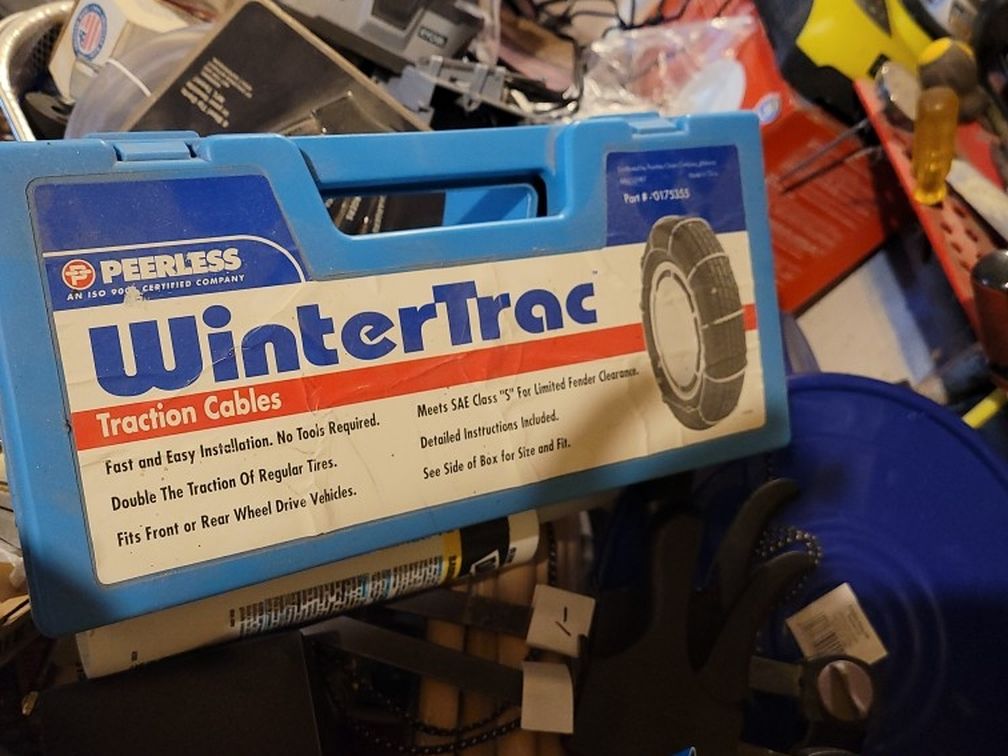 RYOBI
Part # 0175355
PEERLESS
AN ISO 9001 CERTIFIED COMPANY
WinterTrac
Traction Cables
Fast and Easy Installation. No Tools Required.
Double The Traction Of Regular Tires.
Fits Front or Rear Wheel Drive Vehicles.
Meets SAE Class "S" For Limited Fender Clearance.
Detailed Instructions Included.
See Side of Box for Size and Fit.